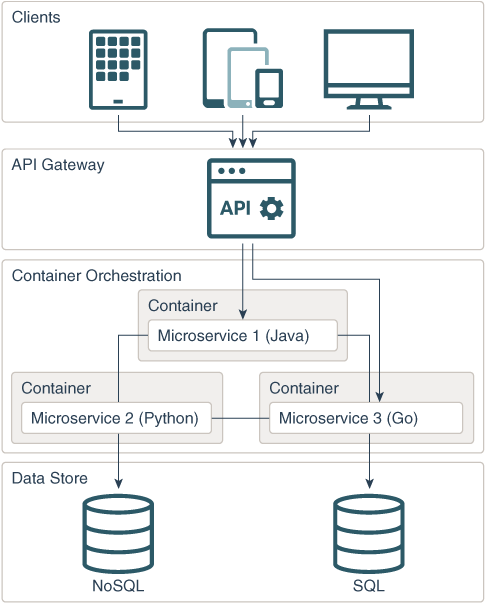 Clients
API Gateway
API
Container Orchestration
Container
Microservice 1 (Java)
Container
Microservice 2 (Python)
Container
Microservice 3 (Go)
Data Store
NoSQL
SQL